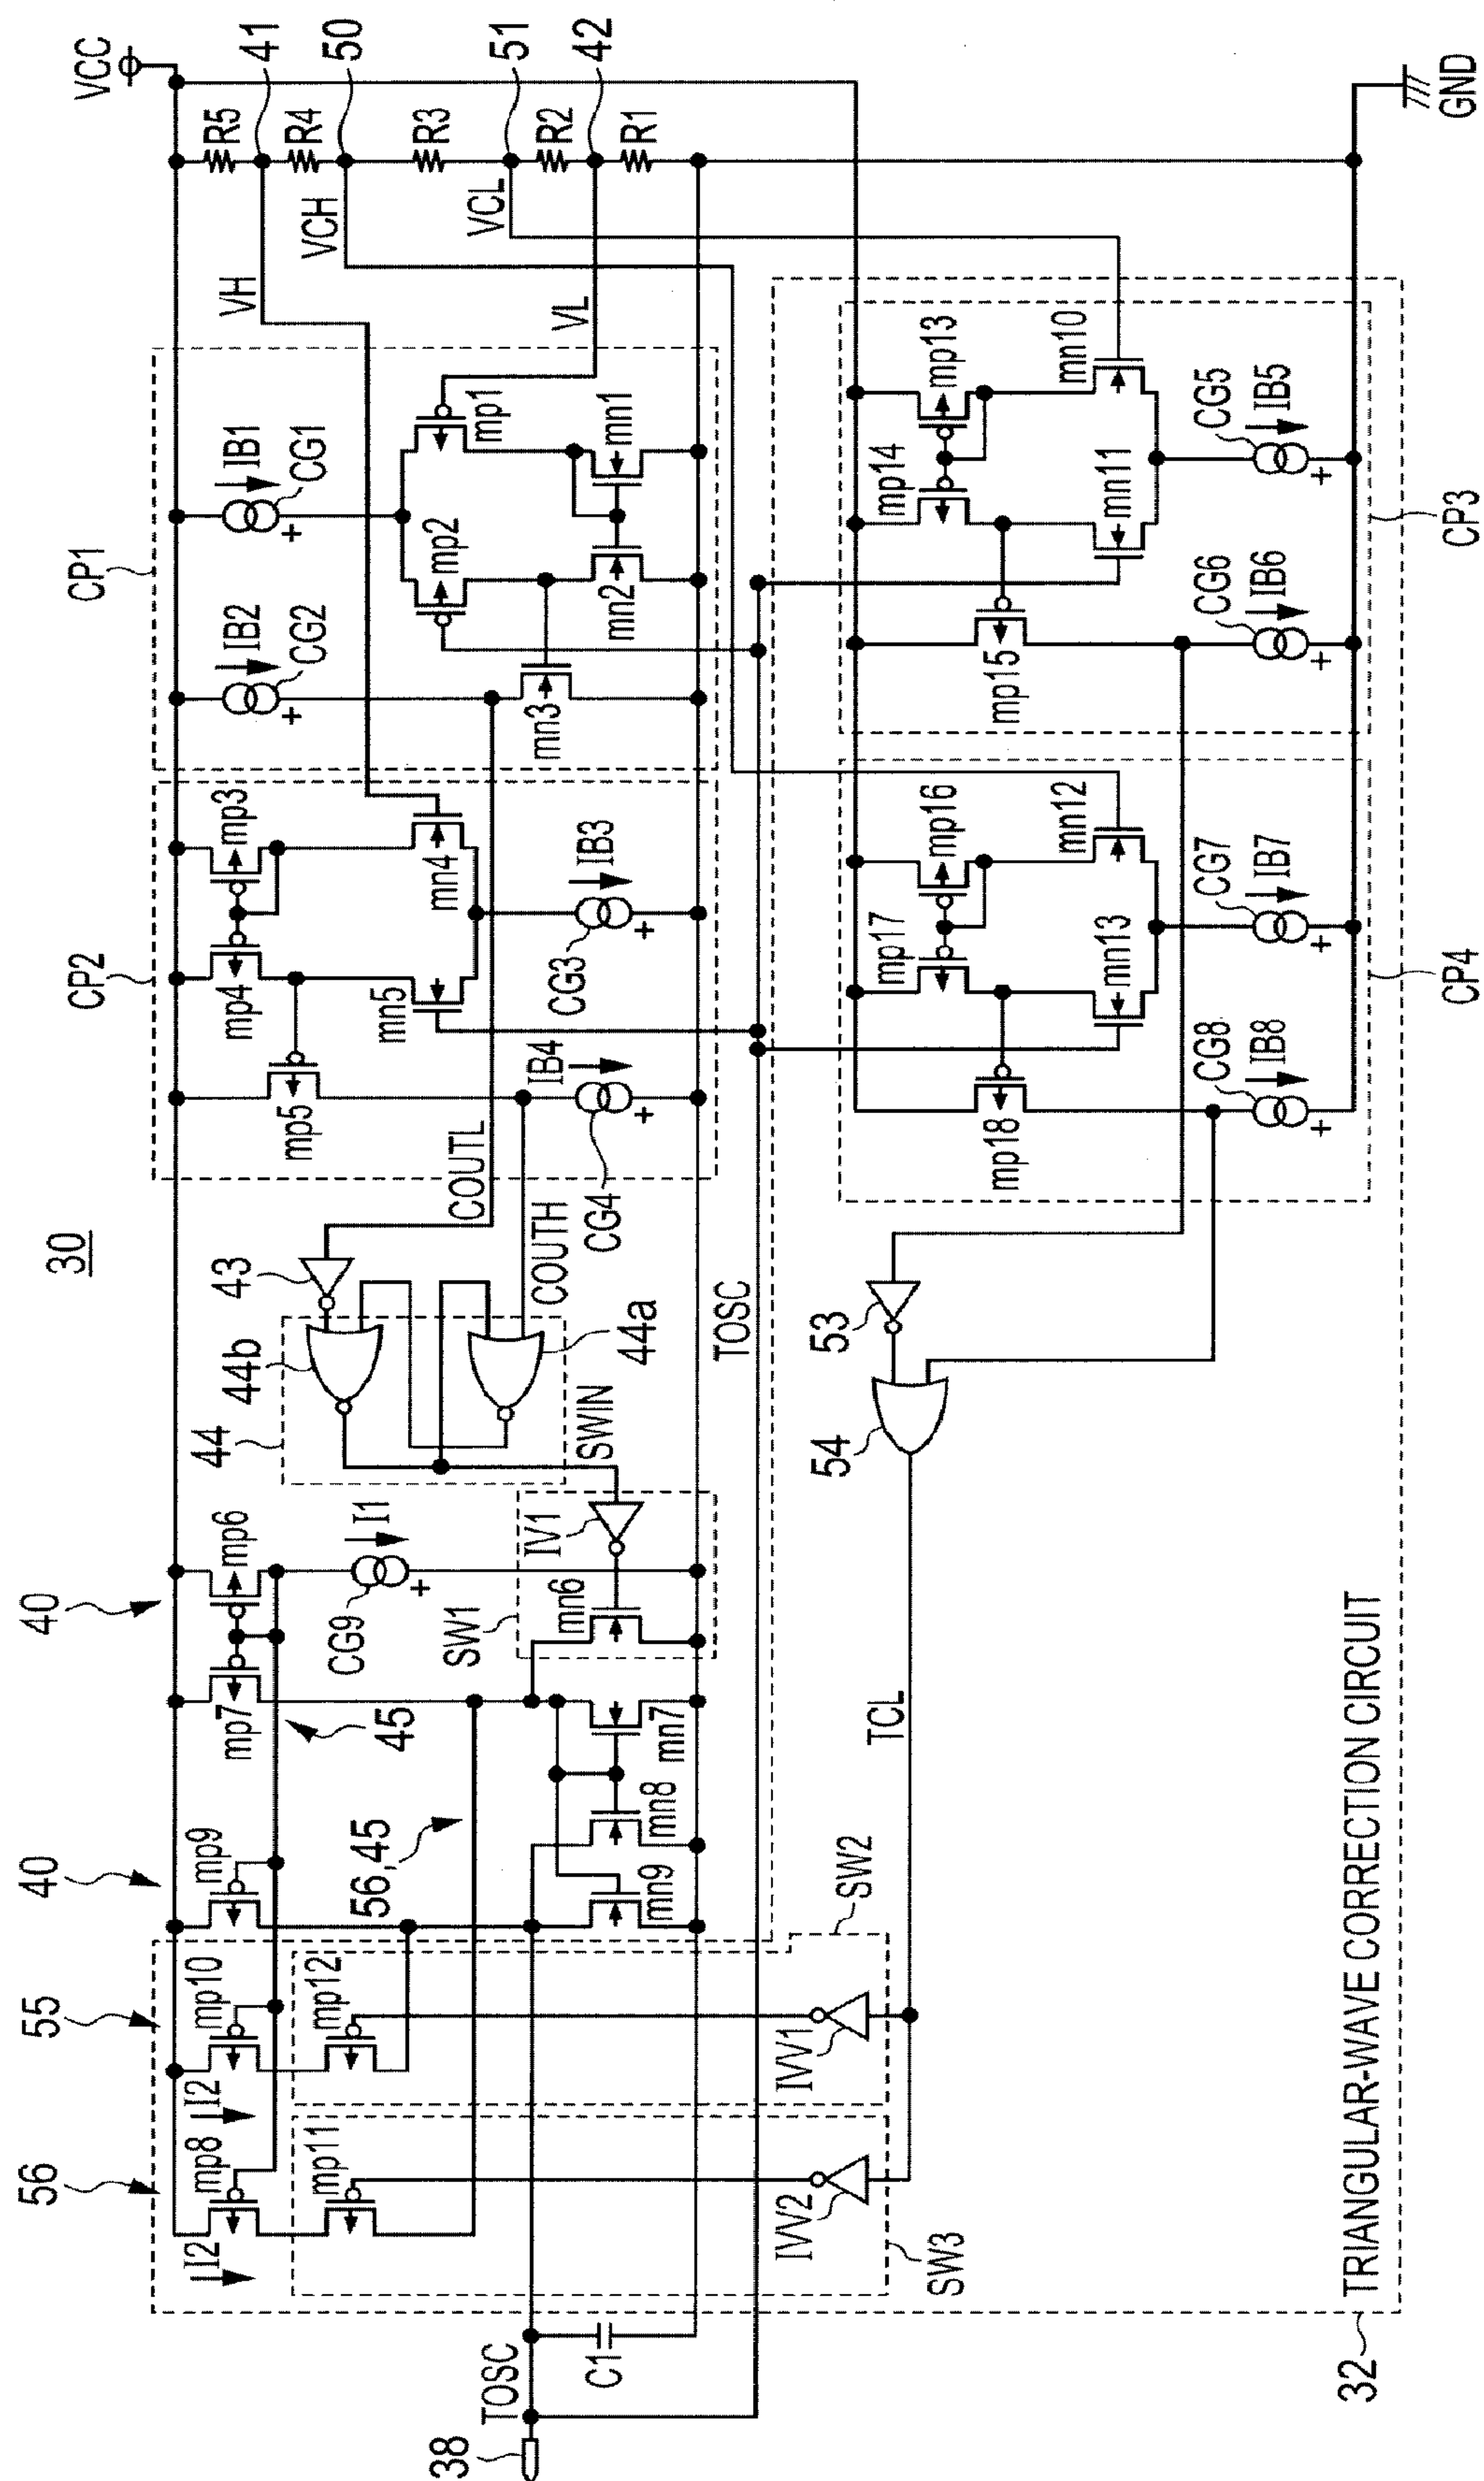 30
VCC
41
50
51
42
R5
R4
R3
R2
R1
GND
VH
VCH
VCL
VL
CP1
IB1
CG1
IB2
CG2
mp1
mp2
mn1
mn2
mn3
CP2
mp3
mp4
mp5
mn4
mn5
IB3
CG3
IB4
CG4
COUTL
COUTH
43
44b
44a
44
SWIN
TOSC
mp13
mp14
mp15
mn10
mn11
CG5
IB5
CG6
IB6
CP3
mp16
mp17
mp18
mn12
mn13
CG7
IB7
CG8
IB8
CP4
53
54
TCL
40
mp6
I1
CG9
IV1
mn6
SW1
mp7
45
mn7
mn8
mn9
56,45
40
mp9
55
mp10
I2
mp12
IVV1
SW2
56
mp8
I2
mp11
IVV2
SW3
TOSC
C1
38
32
TRIANGULAR-WAVE CORRECTION CIRCUIT
+
+
+
+
+
+
+
+
+